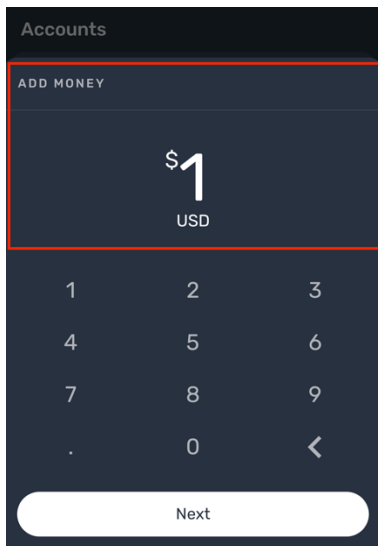 Accounts
ADD MONEY
$1
USD
1 2 3
4 5 6
7 8 9
. 0 <
Next